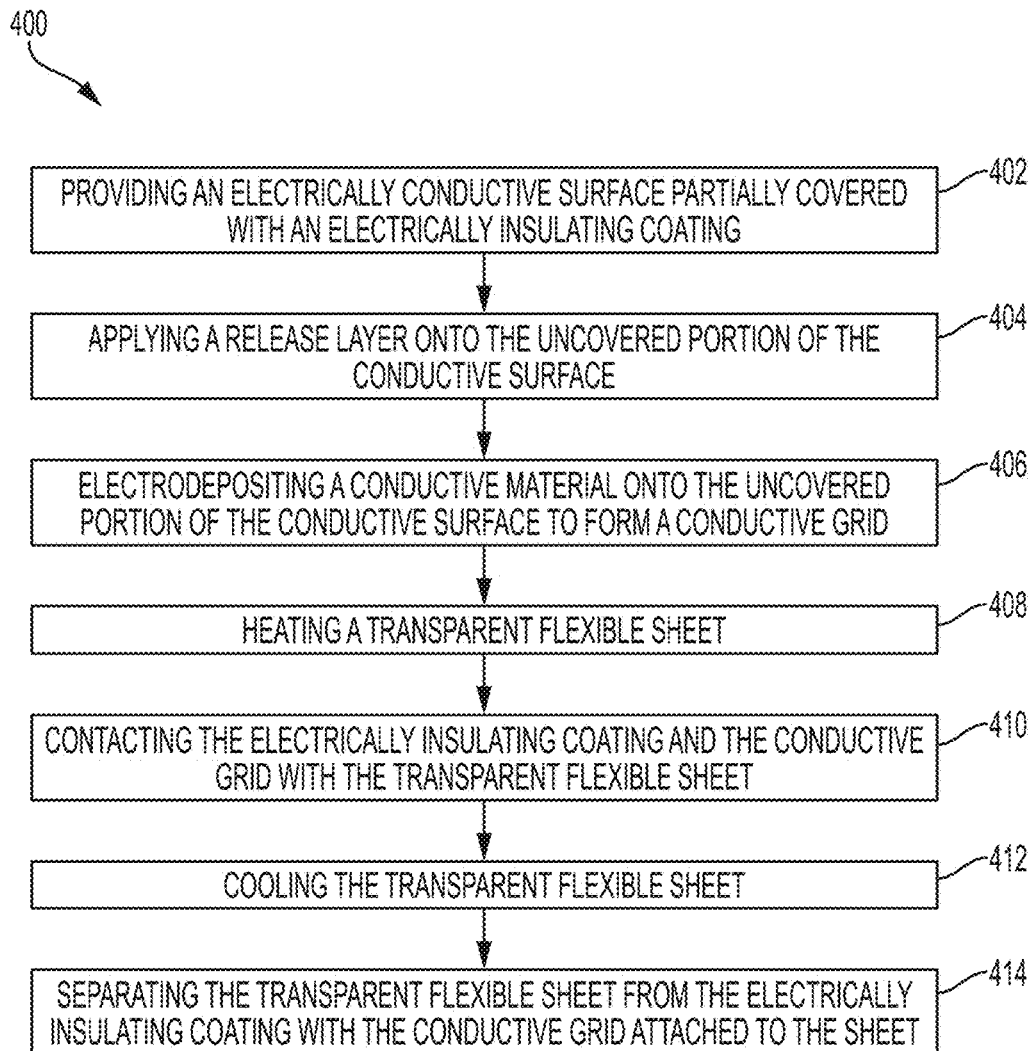 400
PROVIDING AN ELECTRICALLY CONDUCTIVE SURFACE PARTIALLY COVERED
WITH AN ELECTRICALLY INSULATING COATING
402
APPLYING A RELEASE LAYER ONTO THE UNCOVERED PORTION OF THE
CONDUCTIVE SURFACE
404
ELECTRODEPOSITING A CONDUCTIVE MATERIAL ONTO THE UNCOVERED
PORTION OF THE CONDUCTIVE SURFACE TO FORM A CONDUCTIVE GRID
406
HEATING A TRANSPARENT FLEXIBLE SHEET
408
CONTACTING THE ELECTRICALLY INSULATING COATING AND THE CONDUCTIVE
GRID WITH THE TRANSPARENT FLEXIBLE SHEET
410
COOLING THE TRANSPARENT FLEXIBLE SHEET
412
SEPARATING THE TRANSPARENT FLEXIBLE SHEET FROM THE ELECTRICALLY
INSULATING COATING WITH THE CONDUCTIVE GRID ATTACHED TO THE SHEET
414